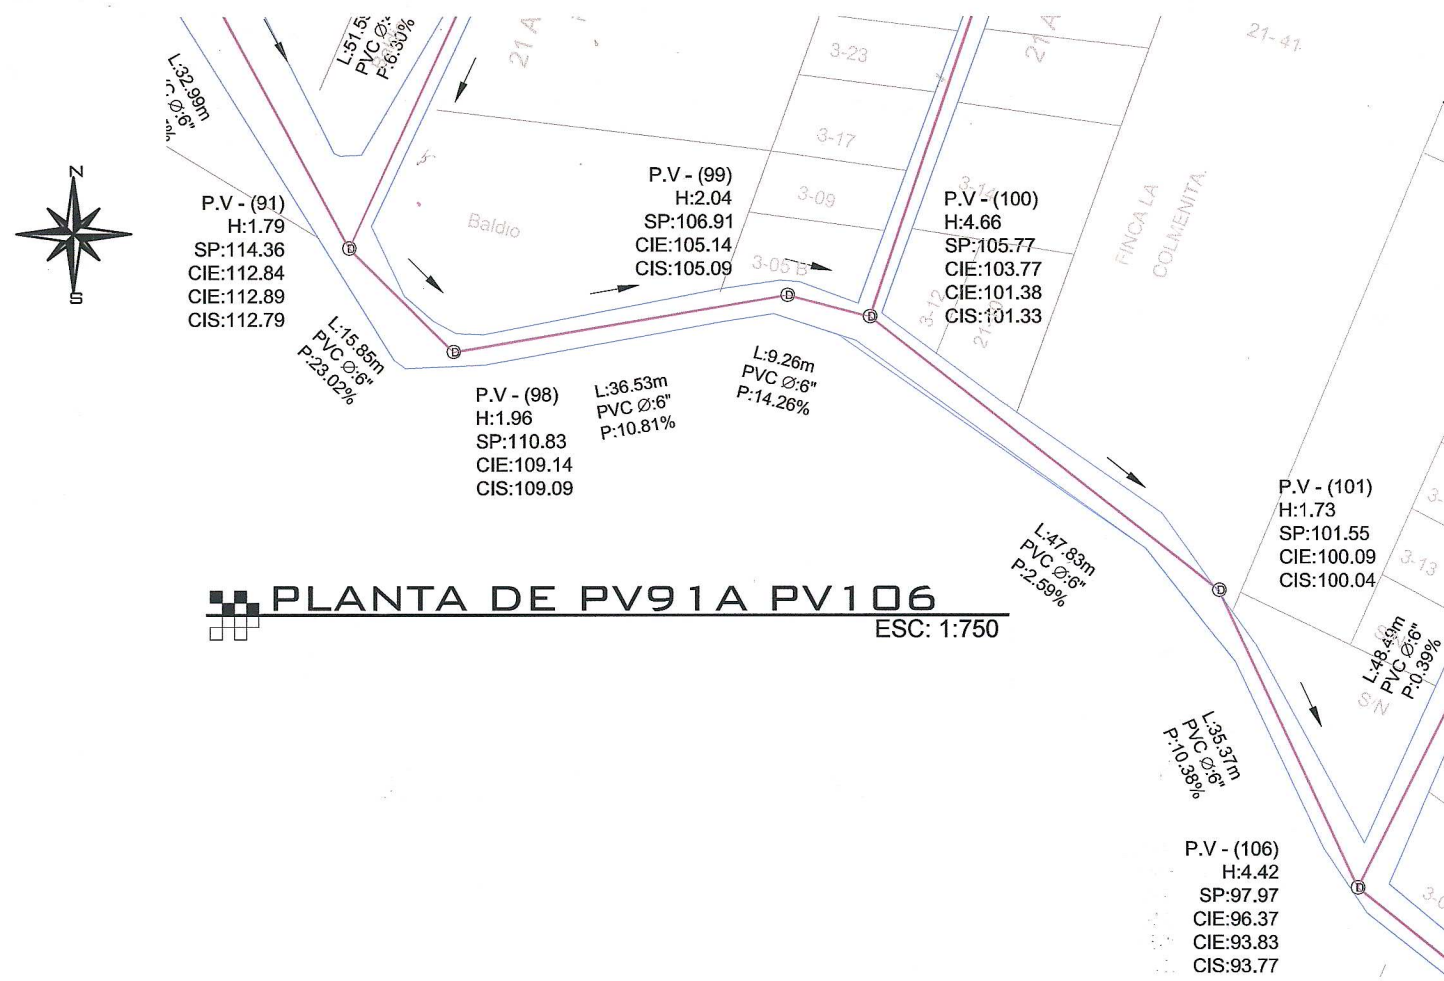 L:32.99m
Ø:6"
L:51.5
PVC Ø:
P:6.30%
Baldio
21 A
21 A
21-41
3-23
3-17
3-09
3-05 B
3-14
3-12
FINCA LA
COLMENITA.
Baldio
N
S
P.V - (91)
H:1.79
SP:114.36
CIE:112.84
CIE:112.89
CIS:112.79
P.V - (99)
H:2.04
SP:106.91
CIE:105.14
CIS:105.09
P.V - (100)
H:4.66
SP:105.77
CIE:103.77
CIE:101.38
CIS:101.33
L:15.85m
PVC Ø:6"
P:23.02%
P.V - (98)
H:1.96
SP:110.83
CIE:109.14
CIS:109.09
L:36.53m
PVC Ø:6"
P:10.81%
L:9.26m
PVC Ø:6"
P:14.26%
L:47.83m
PVC Ø:6"
P:2.59%
P.V - (101)
H:1.73
SP:101.55
CIE:100.09
CIS:100.04
3-13
PLANTA DE PV91A PV106
ESC: 1:750
L:48.49m
PVC Ø:6"
P:0.39%
S/N
S/N
L:35.37m
PVC Ø:6"
P:10.38%
P.V - (106)
H:4.42
SP:97.97
CIE:96.37
CIE:93.83
CIS:93.77